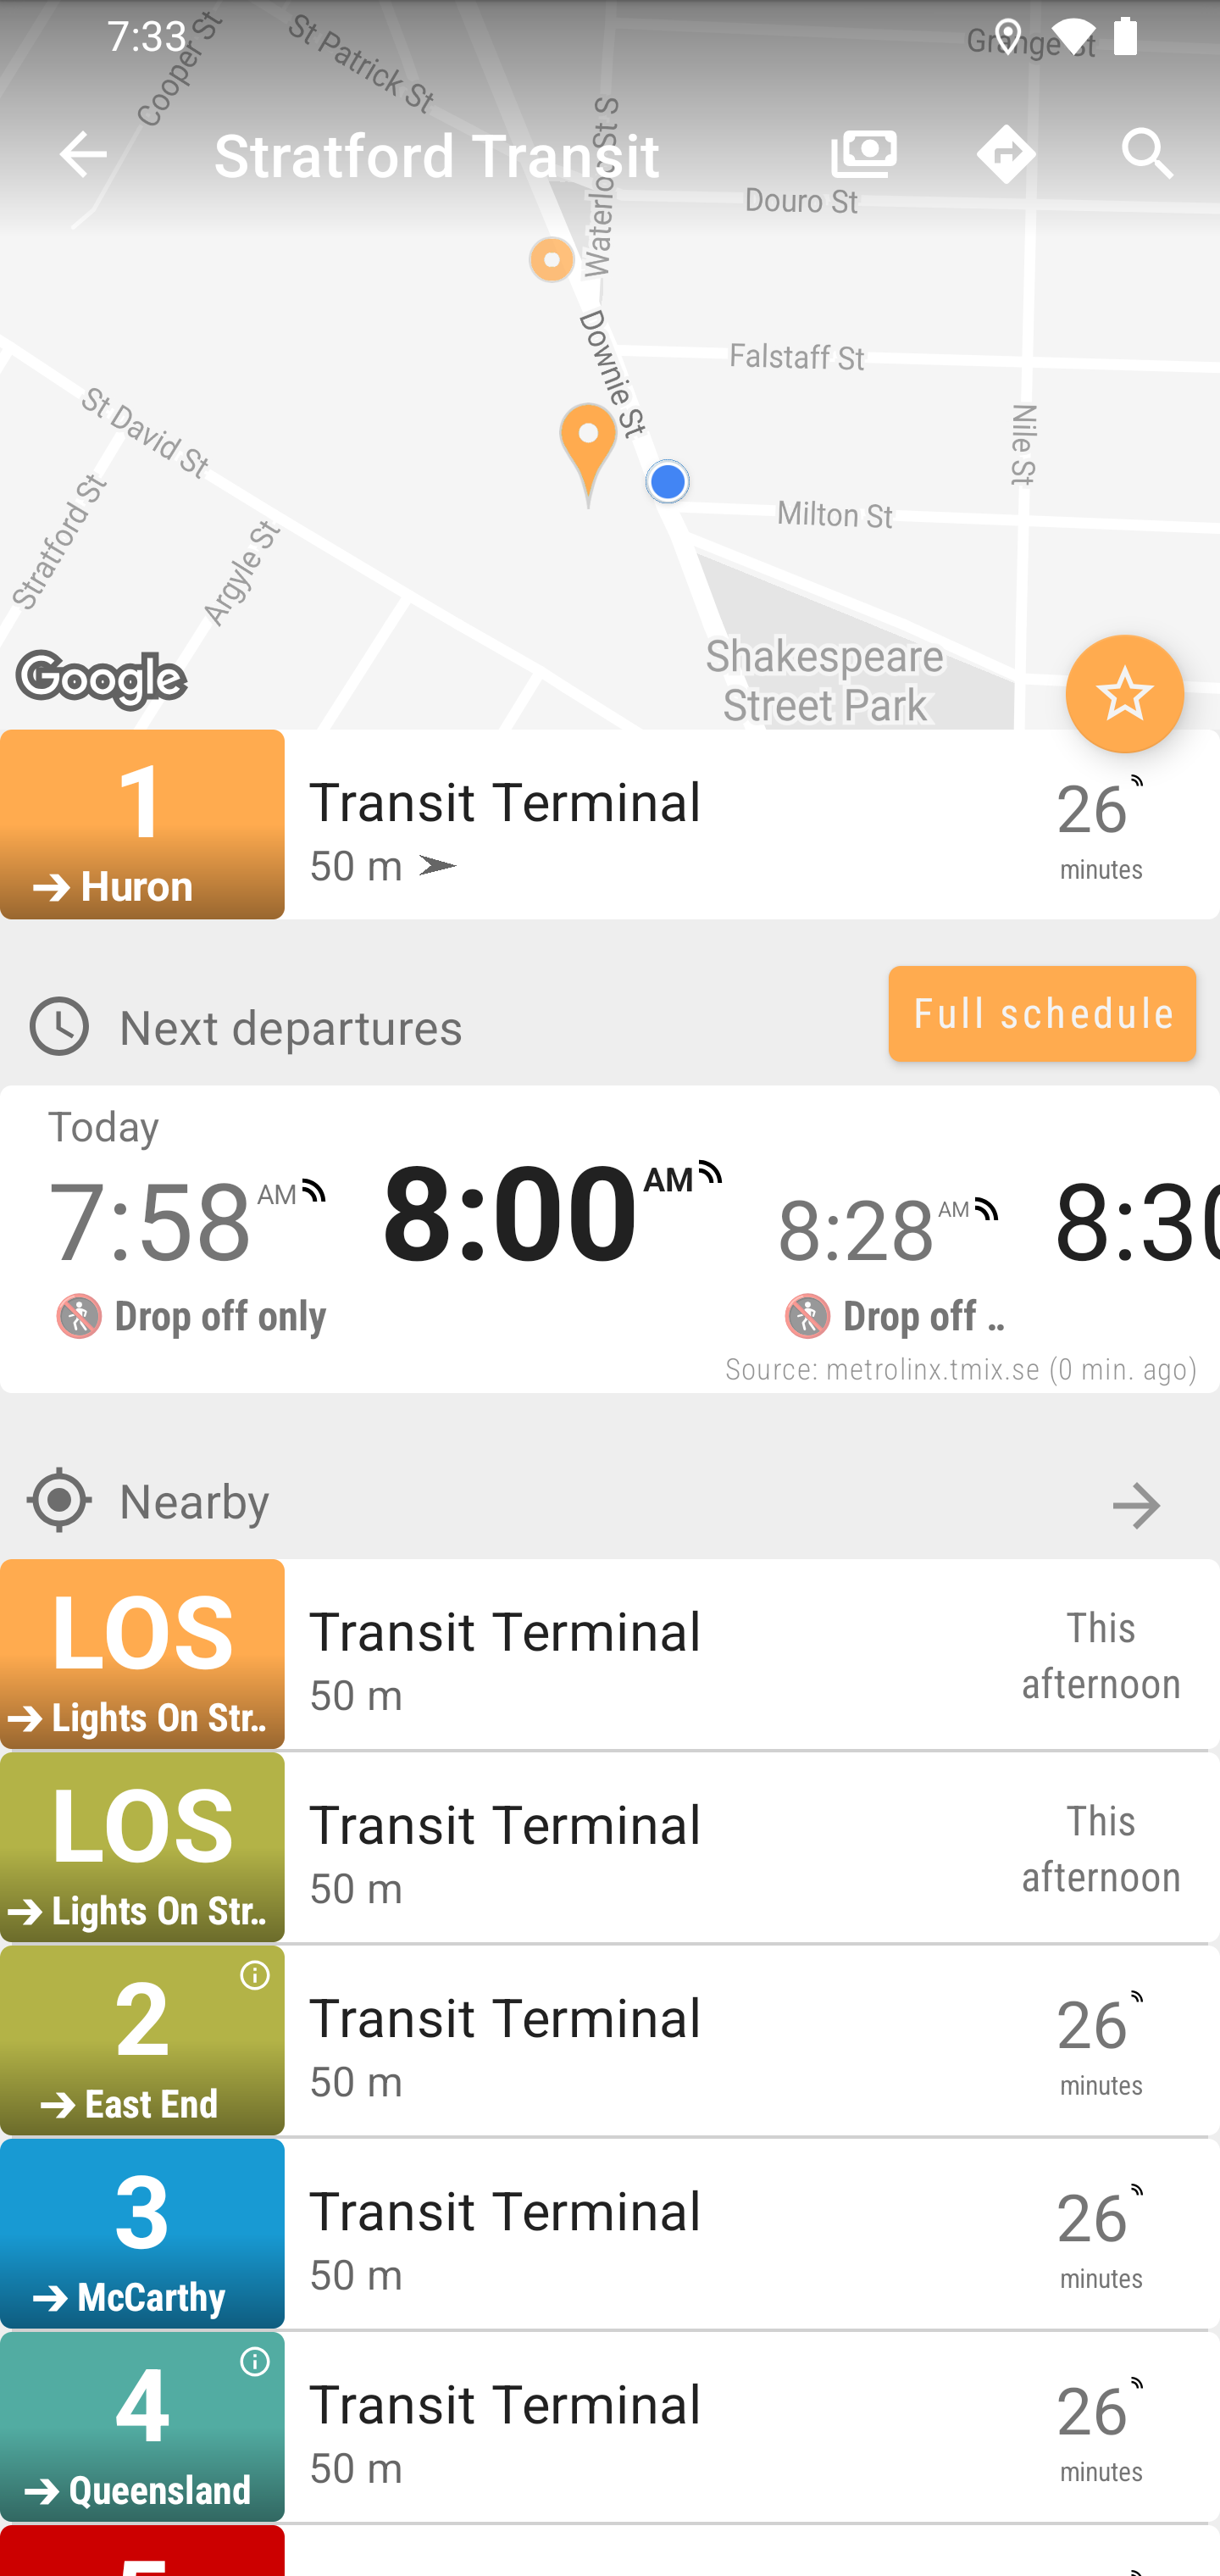 7:33
Cooper St
St Patrick St
Grange St
Stratford Transit
Waterloo St S
Douro St
Downie St
Falstaff St
St David St
Nile St
Stratford St
Argyle St
Milton St
Google
Shakespeare
Street Park
1
Huron
Transit Terminal
50 m
26
minutes
Next departures
Full schedule
Today
7:58 AM
8:00 AM
8:28 AM
8:30
Drop off only
Drop off ..
Source: metrolinx.tmix.se (0 min. ago)
Nearby
LOS
Lights On Str..
Transit Terminal
50 m
This
afternoon
LOS
Lights On Str..
Transit Terminal
50 m
This
afternoon
2
East End
Transit Terminal
50 m
26
minutes
3
McCarthy
Transit Terminal
50 m
26
minutes
4
Queensland
Transit Terminal
50 m
26
minutes
5